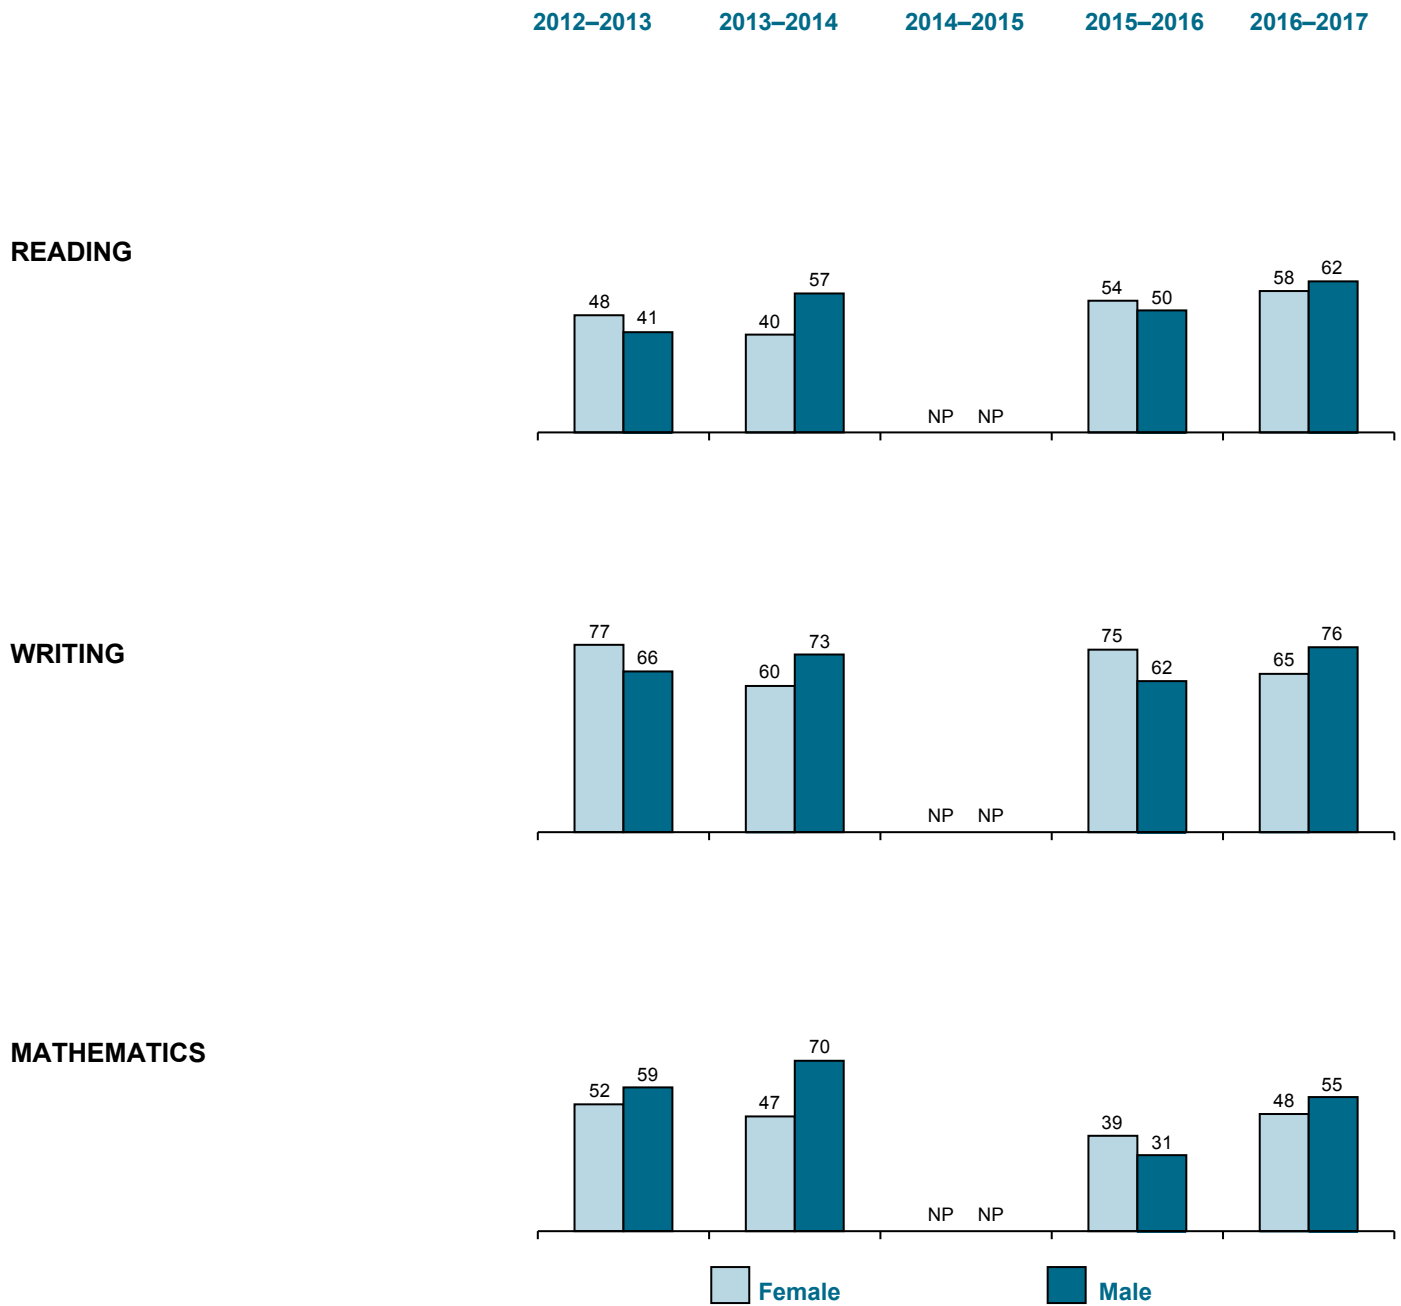 2012–2013 2013–2014 2014–2015 2015–2016 2016–2017
READING
48 41 40 57 NP NP 54 50 58 62
WRITING
77 66 60 73 NP NP 75 62 65 76
MATHEMATICS
52 59 47 70 NP NP 39 31 48 55
Female Male